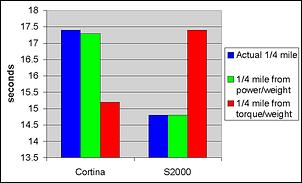 18
17.5
17
16.5
16
15.5
15
14.5
14
13.5
seconds
Cortina
S2000
Actual 1/4 mile
1/4 mile from
power/weight
1/4 mile from
torque/weight